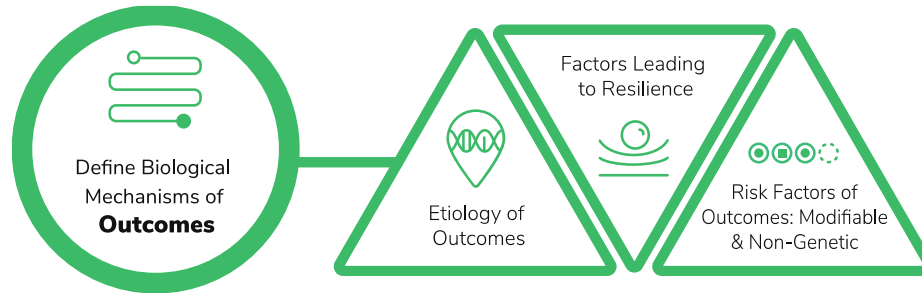 Define Biological
Mechanisms of
Outcomes
Etiology of
Outcomes
Factors Leading
to Resilience
Risk Factors of
Outcomes: Modifiable
& Non-Genetic